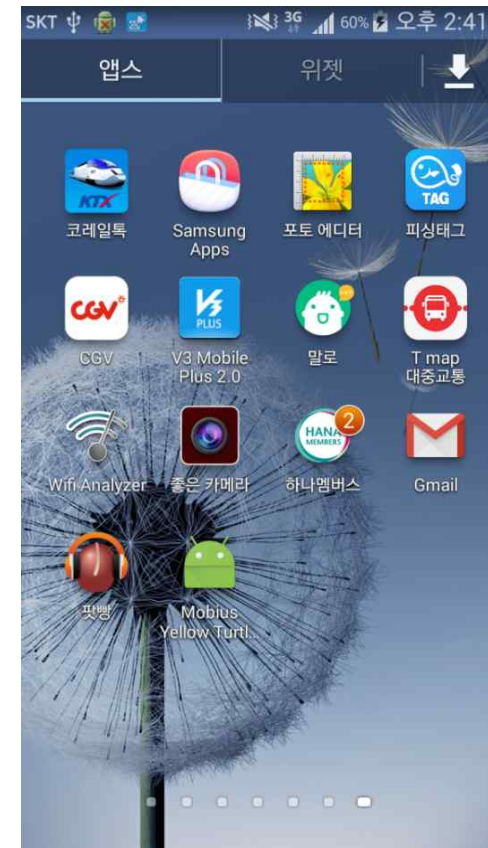 SKT 3G 60% 오후 2:41
앱스 위젯
KTX TAG
코레일톡 Samsung Apps 포토 에디터 피싱태그
CGV V3 PLUS
CGV V3 Mobile Plus 2.0 말로 T map 대중교통
HANA MEMBERS 2
Wifi Analyzer 좋은 카메라 하나멤버스 Gmail
팟빵 Mobius Yellow Turtl...